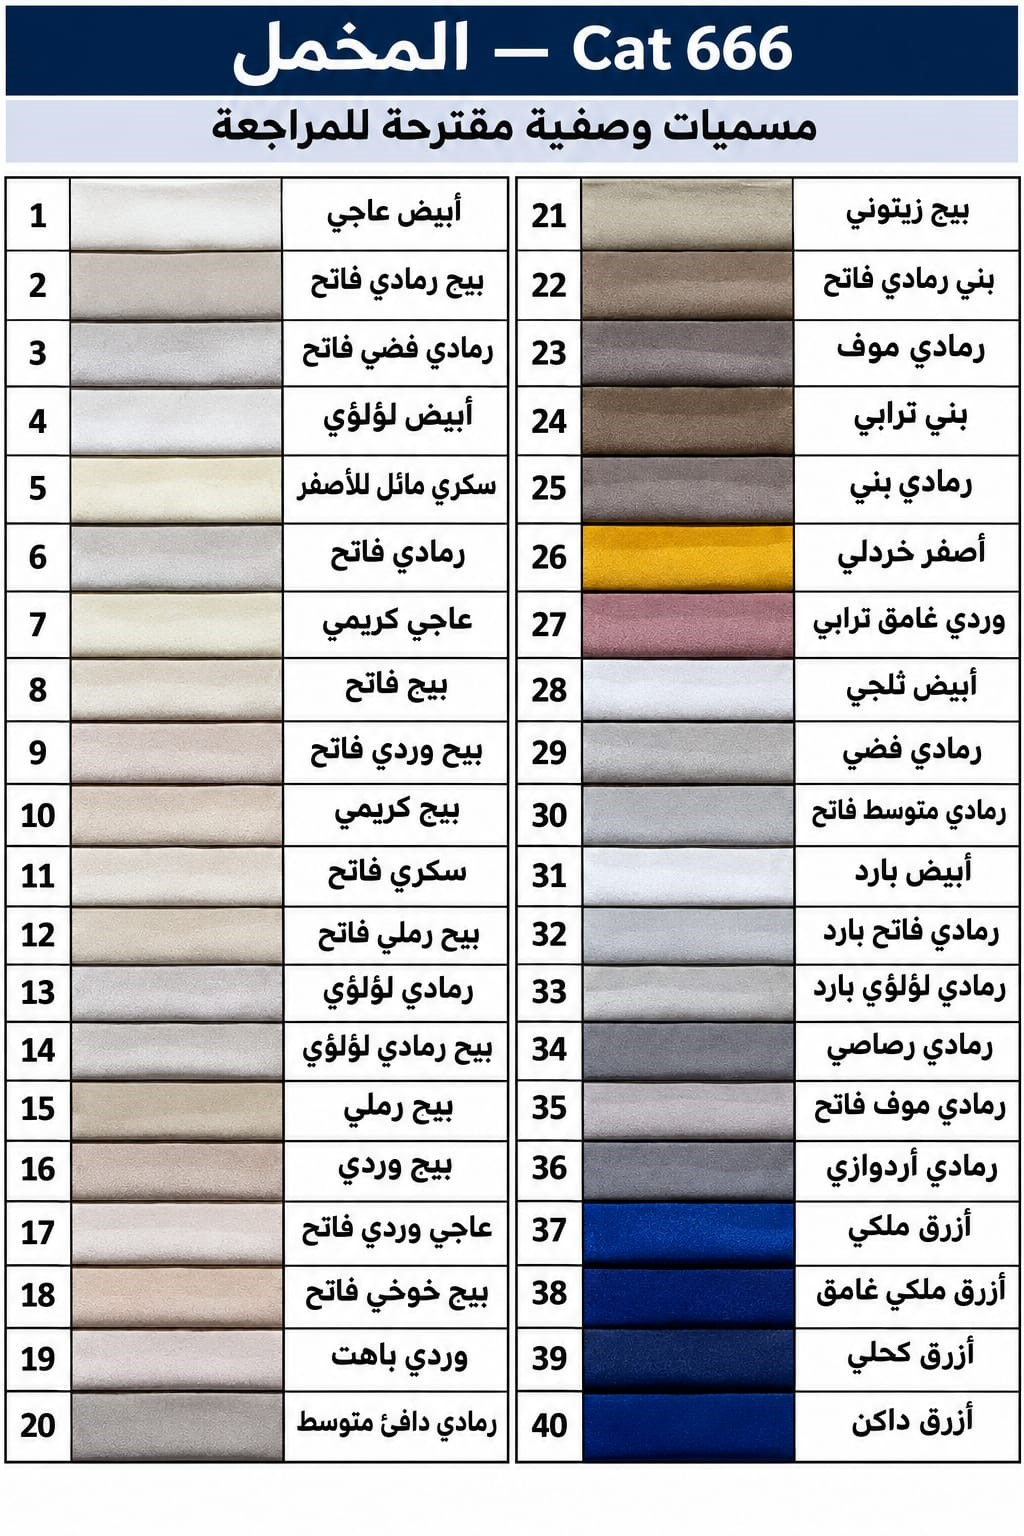 المخمل — Cat 666
مسميات وصفية مقترحة للمراجعة
1 أبيض عاجي
2 بيج رمادي فاتح
3 رمادي فضي فاتح
4 أبيض لؤلؤي
5 سكري مائل للأصفر
6 رمادي فاتح
7 عاجي كريمي
8 بيج فاتح
9 بيح وردي فاتح
10 بيج كريمي
11 سكري فاتح
12 بيح رملي فاتح
13 رمادي لؤلؤي
14 بيح رمادي لؤلؤي
15 بيج رملي
16 بيج وردي
17 عاجي وردي فاتح
18 بيج خوخي فاتح
19 وردي باهت
20 رمادي دافئ متوسط
21 بيج زيتوني
22 بني رمادي فاتح
23 رمادي موف
24 بني ترابي
25 رمادي بني
26 أصفر خردلي
27 وردي غامق ترابي
28 أبيض ثلجي
29 رمادي فضي
30 رمادي متوسط فاتح
31 أبيض بارد
32 رمادي فاتح بارد
33 رمادي لؤلؤي بارد
34 رمادي رصاصي
35 رمادي موف فاتح
36 رمادي أردوازي
37 أزرق ملكي
38 أزرق ملكي غامق
39 أزرق كحلي
40 أزرق داكن